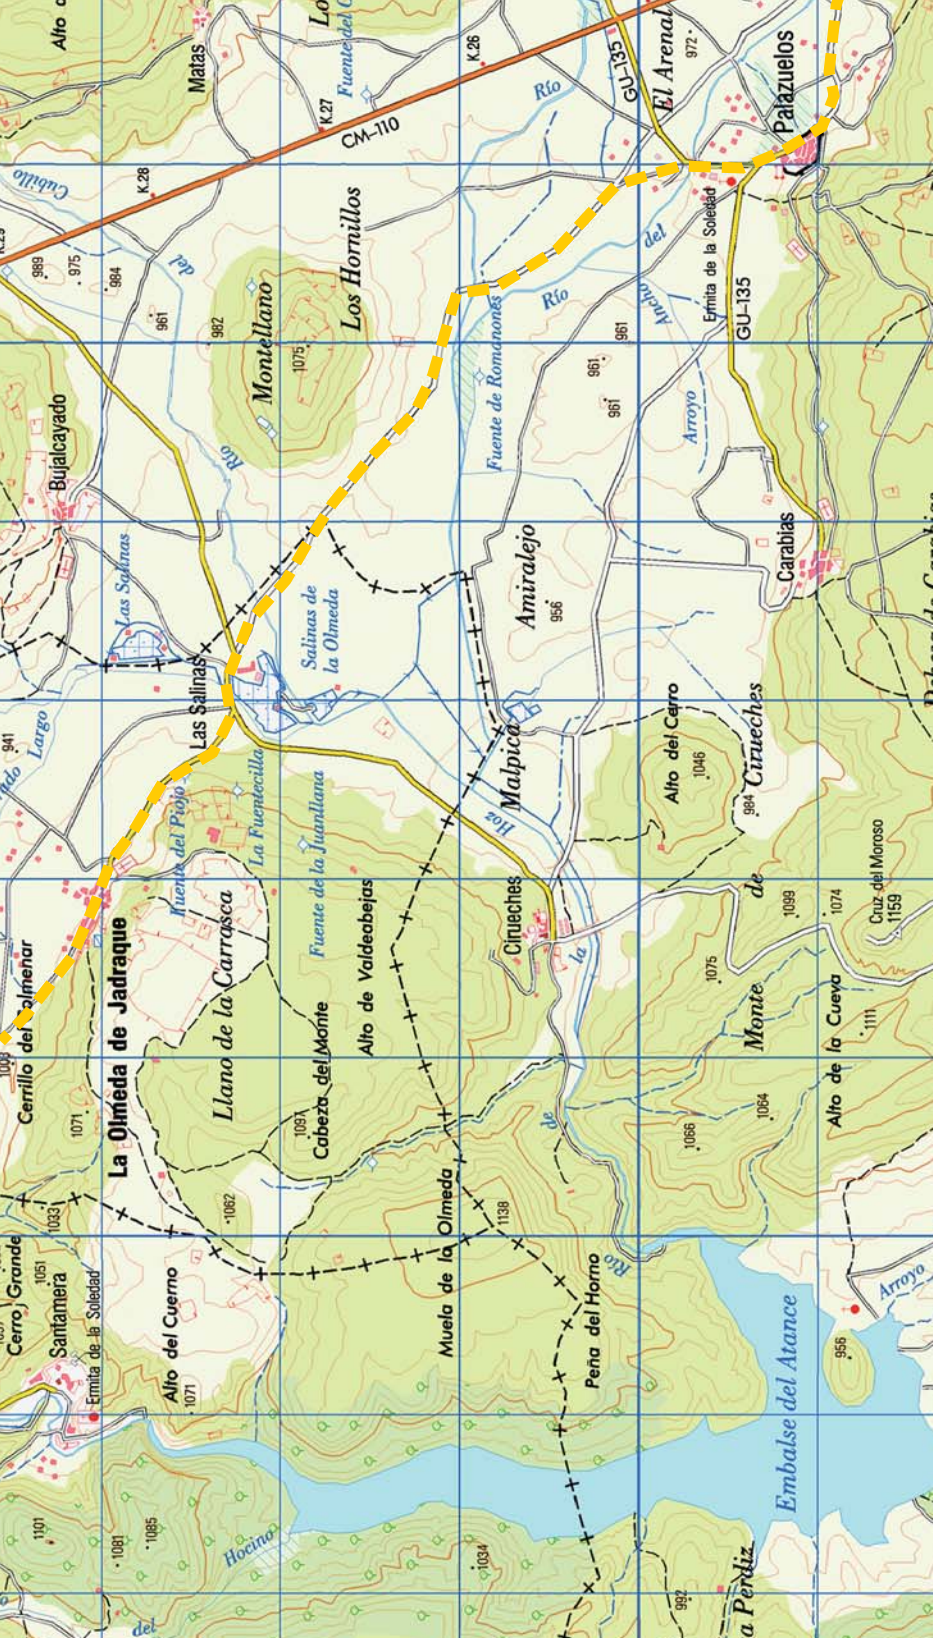 Matas
K.26
K.27
CM-110
K.28
Río
GU-135
El Arenal
972
Palazuelos
Cubillo
del
989
975
984
961
982
Montellano
1075
Los Hornillos
Río
del
Ancho
Ermita de la Soledad
GU-135
961
961
961
Fuente de Romanones
Arroyo
Bujalcayado
Río
Las Salinas
Salinas de
la Olmeda
Amiralejo
956
Carabias
Las Salinas
941
Largo
Fuente del Piojo
La Fuentecilla
Fuente de la Juanllana
Malpica
Hoz
Alto del Cerro
1046
984
Cirueches
de
Monte
Cirueches
la
Alto de Valdeabejas
Llano de la Carrasca
Cabeza del Monte
1097
La Olmeda de Jadraque
Cerrillo del Colmenar
1071
1099
1074
1075
Cruz del Moroso
1159
1111
Alto de la Cueva
1064
1066
de
Río
Muela de la Olmeda
1138
Peña del Horno
1062
1033
1051
Cerro Grande
Santamera
Ermita de la Soledad
Alto del Cuerno
1071
Embalse del Atance
956
Arroyo
1101
1081
1085
Hocino
del
1034
992
Perdiz